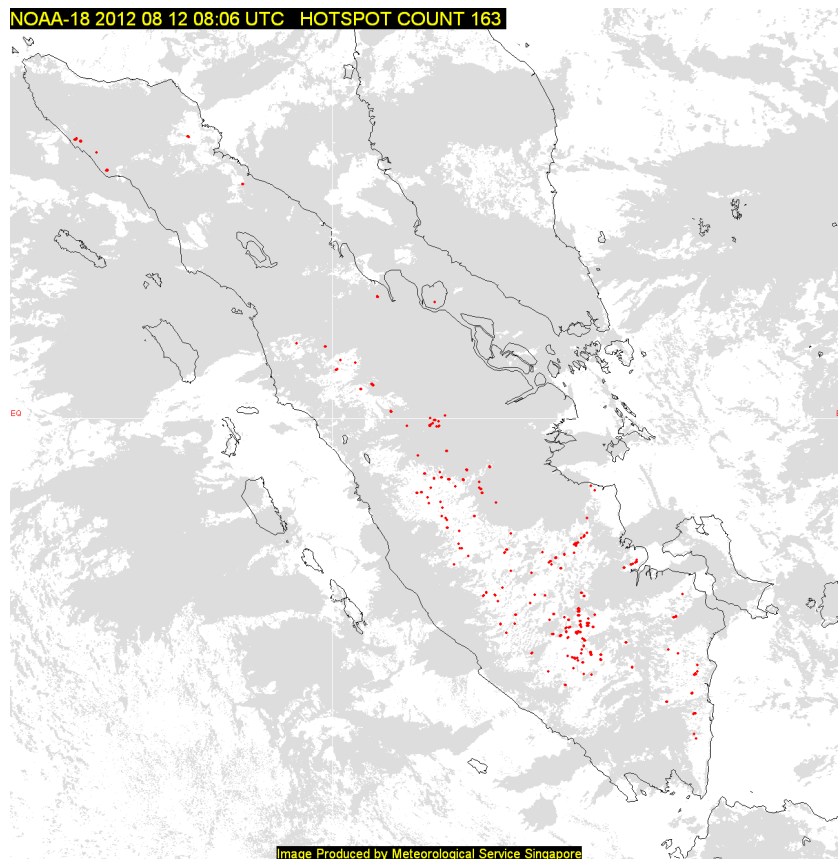 NOAA-18 2012 08 12 08:06 UTC   HOTSPOT COUNT 163
EQ
Image Produced by Meteorological Service Singapore